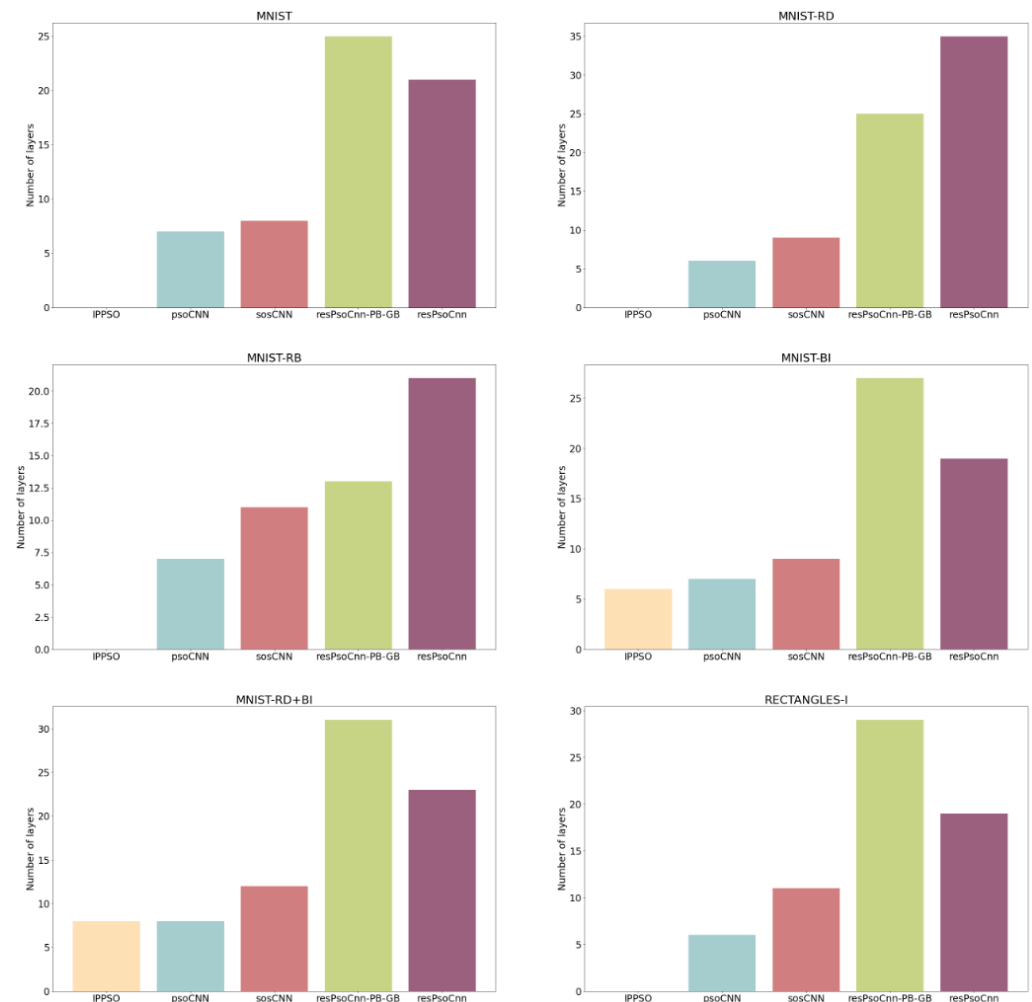 MNIST
Number of layers
25
20
15
10
5
0
IPPSO psoCNN sosCNN resPsoCnn-PB-GB resPsoCnn
MNIST-RD
Number of layers
35
30
25
20
15
10
5
0
IPPSO psoCNN sosCNN resPsoCnn-PB-GB resPsoCnn
MNIST-RB
Number of layers
20.0
17.5
15.0
12.5
10.0
7.5
5.0
2.5
0.0
IPPSO psoCNN sosCNN resPsoCnn-PB-GB resPsoCnn
MNIST-BI
Number of layers
25
20
15
10
5
0
IPPSO psoCNN sosCNN resPsoCnn-PB-GB resPsoCnn
MNIST-RD+BI
Number of layers
30
25
20
15
10
5
0
IPPSO psoCNN sosCNN resPsoCnn-PB-GB resPsoCnn
RECTANGLES-I
Number of layers
30
25
20
15
10
5
0
IPPSO psoCNN sosCNN resPsoCnn-PB-GB resPsoCnn